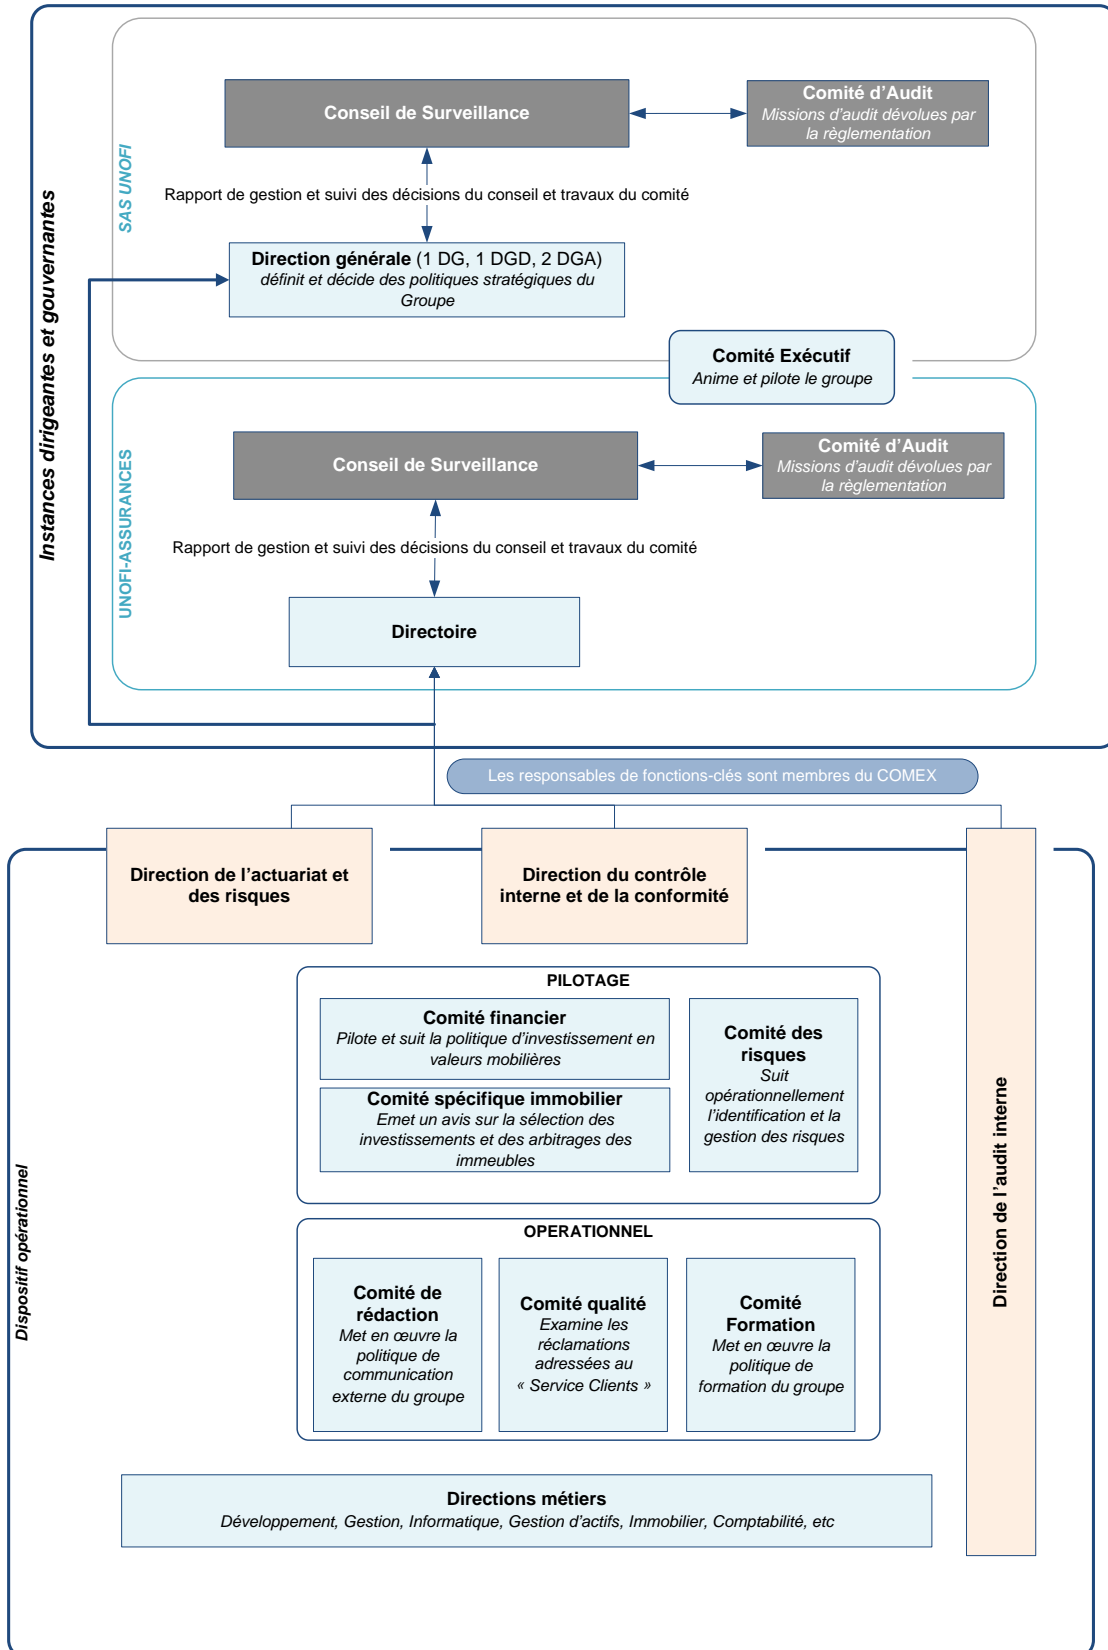 Instances dirigeantes et gouvernantes
SAS UNOFI
Conseil de Surveillance
Comité d'Audit
Missions d'audit dévolues par
la règlementation
Rapport de gestion et suivi des décisions du conseil et travaux du comité
Direction générale (1 DG, 1 DGD, 2 DGA)
définit et décide des politiques stratégiques du
Groupe
Comité Exécutif
Anime et pilote le groupe
UNOFI-ASSURANCES
Conseil de Surveillance
Comité d'Audit
Missions d'audit dévolues par
la règlementation
Rapport de gestion et suivi des décisions du conseil et travaux du comité
Directoire
Les responsables de fonctions-clés sont membres du COMEX
Dispositif opérationnel
Direction de l'actuariat et
des risques
Direction du contrôle
interne et de la conformité
Direction de l'audit interne
PILOTAGE
Comité financier
Pilote et suit la politique d'investissement en
valeurs mobilières
Comité spécifique immobilier
Emet un avis sur la sélection des
investissements et des arbitrages des
immeubles
Comité des
risques
Suit
opérationnellement
l'identification et la
gestion des risques
OPERATIONNEL
Comité de
rédaction
Met en œuvre la
politique de
communication
externe du groupe
Comité qualité
Examine les
réclamations
adressées au
« Service Clients »
Comité
Formation
Met en œuvre la
politique de
formation du groupe
Directions métiers
Développement, Gestion, Informatique, Gestion d'actifs, Immobilier, Comptabilité, etc